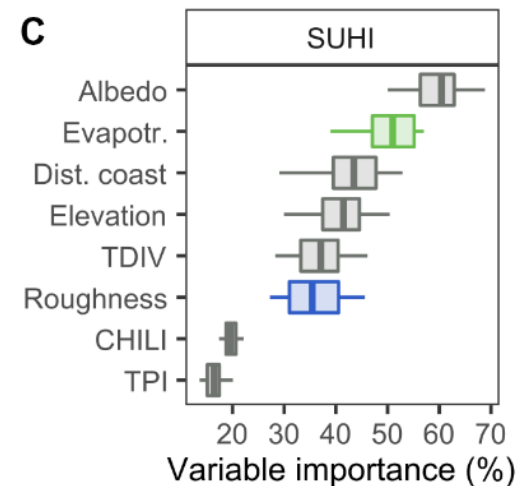 C
SUHI
Albedo
Evapotr.
Dist. coast
Elevation
TDIV
Roughness
CHILI
TPI
20 30 40 50 60 70
Variable importance (%)